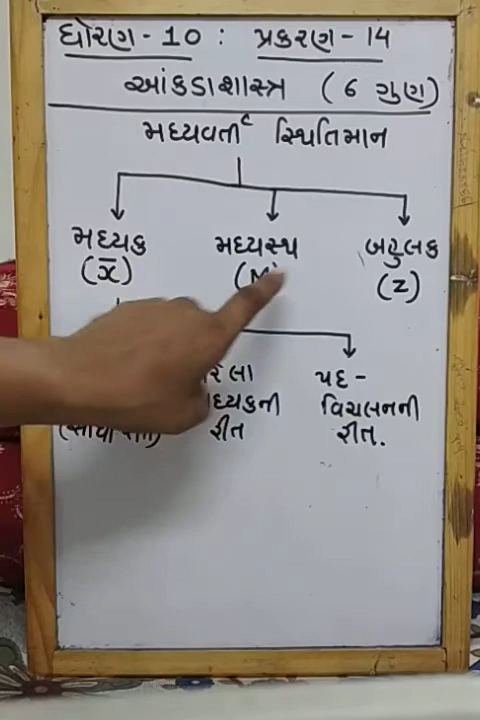 ધોરણ - 10 : પ્રકરણ - 14
આંકડાશાસ્ત્ર ( 6 ગુણ )
મધ્યવર્તી સ્થિતિમાન
મધ્યક મધ્યસ્થ બહુલક
(x̄) (M (z)
પદ -
વિચલનની
રીત રીત.